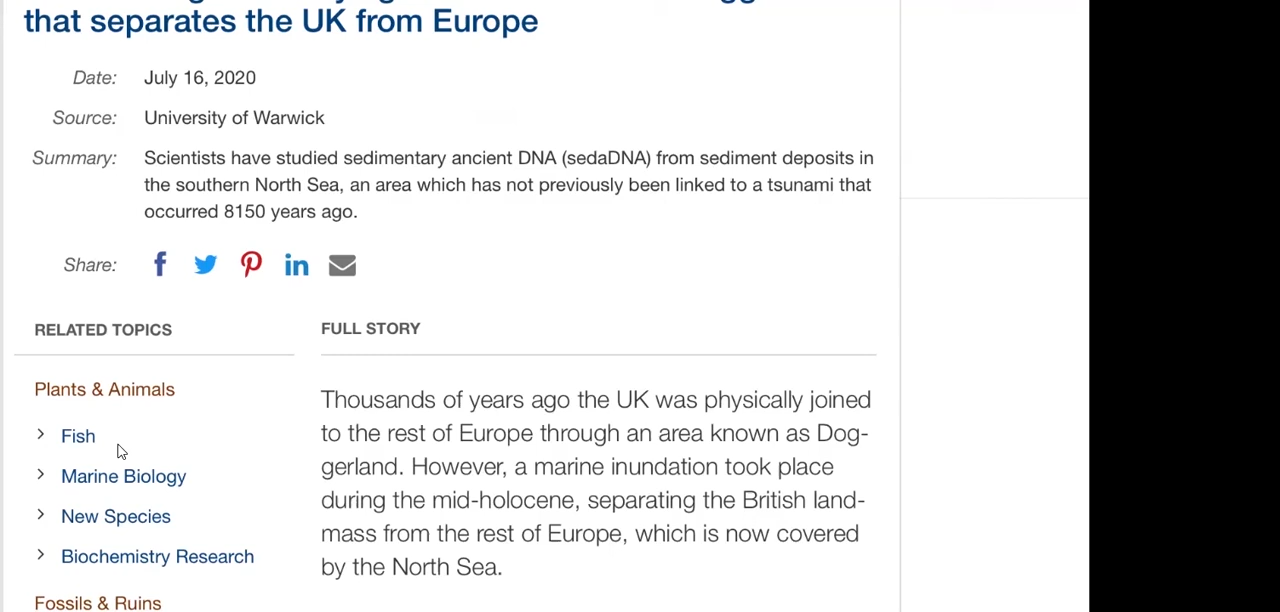 that separates the UK from Europe
Date: July 16, 2020
Source: University of Warwick
Summary: Scientists have studied sedimentary ancient DNA (sedaDNA) from sediment deposits in
the southern North Sea, an area which has not previously been linked to a tsunami that
occurred 8150 years ago.
Share:
RELATED TOPICS
Plants & Animals
Fish
Marine Biology
New Species
Biochemistry Research
Fossils & Ruins
FULL STORY
Thousands of years ago the UK was physically joined
to the rest of Europe through an area known as Dog-
gerland. However, a marine inundation took place
during the mid-holocene, separating the British land-
mass from the rest of Europe, which is now covered
by the North Sea.